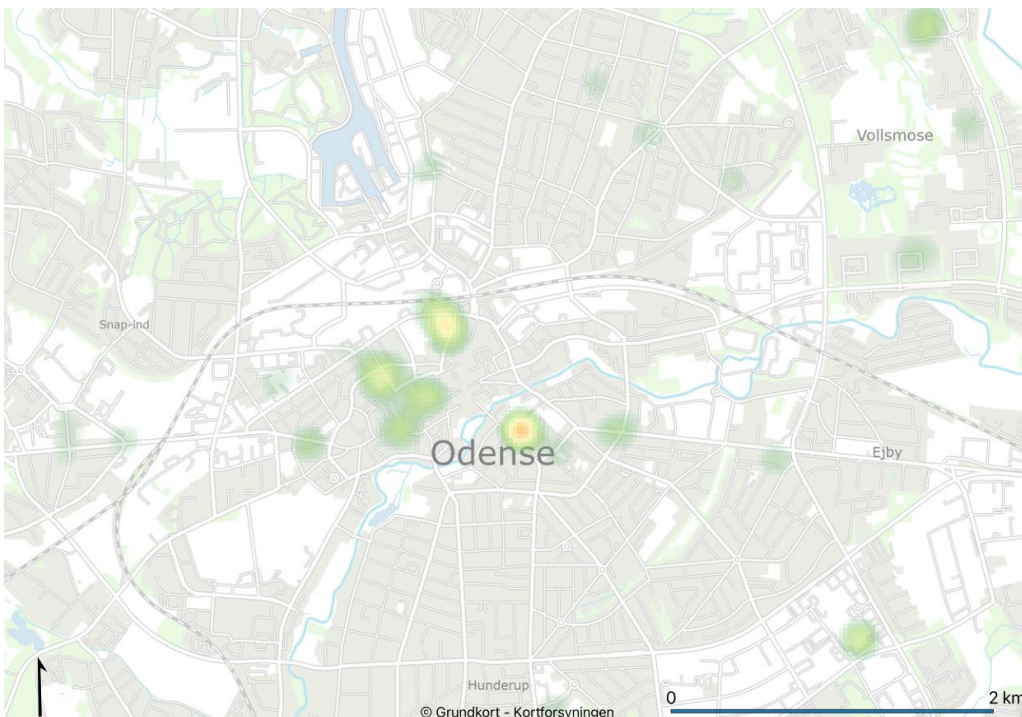 Vollsmose
Snap-ind
Odense
Ejby
Hunderup
0
2 km
© Grundkort - Kortforsyningen